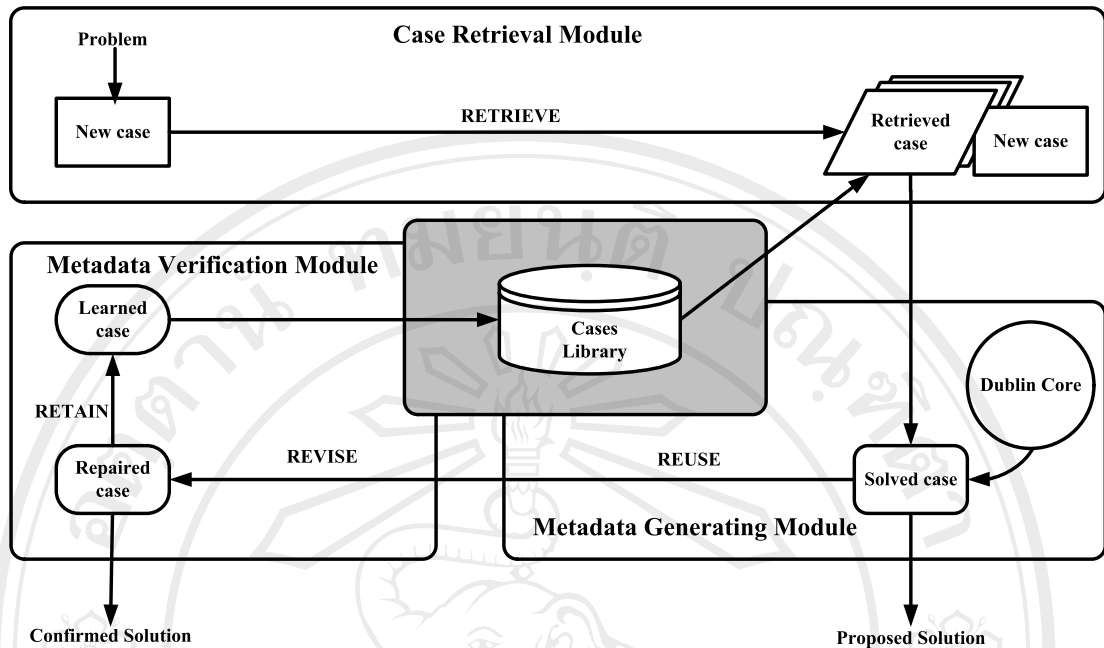 Case Retrieval Module
Problem
New case
RETRIEVE
Retrieved
case
New case
Metadata Verification Module
Learned
case
Cases
Library
Dublin Core
RETAIN
Repaired
case
REVISE
REUSE
Solved case
Metadata Generating Module
Confirmed Solution
Proposed Solution